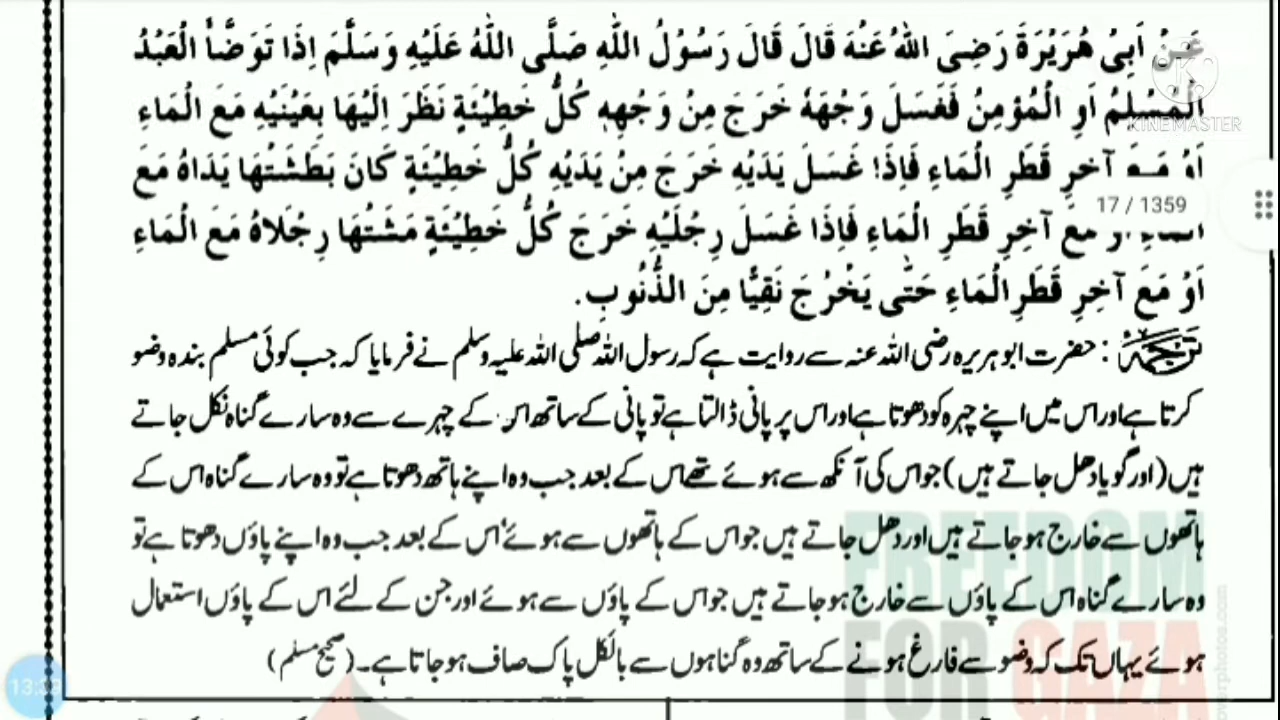 عَنْ اَبِیْ هُرَیْرَةَ رَضِیَ اللّٰهُ عَنْهُ قَالَ قَالَ رَسُوْلُ اللّٰهِ صَلَّی اللّٰهُ عَلَیْهِ وَسَلَّمَ اِذَا تَوَضَّأَ الْعَبْدُ
الْمُسْلِمُ اَوِ الْمُؤْمِنُ فَغَسَلَ وَجْهَهٗ خَرَجَ مِنْ وَجْهِهٖ كُلُّ خَطِیْئَةٍ نَظَرَ اِلَیْهَا بِعَیْنَیْهِ مَعَ الْمَاءِ
KINEMASTER
اَوْ مَعَ آخِرِ قَطْرِ الْمَاءِ فَاِذَا غَسَلَ یَدَیْهِ خَرَجَ مِنْ یَدَیْهِ كُلُّ خَطِیْئَةٍ كَانَ بَطَشَتْهَا یَدَاهُ مَعَ
17 / 1359
مَعَ آخِرِ قَطْرِ الْمَاءِ فَاِذَا غَسَلَ رِجْلَیْهِ خَرَجَ كُلُّ خَطِیْئَةٍ مَشَتْهَا رِجْلَاهُ مَعَ الْمَاءِ
اَوْ مَعَ آخِرِ قَطْرِ الْمَاءِ حَتّٰی یَخْرُجَ نَقِیًّا مِنَ الذُّنُوبِ.
ترجمہ: حضرت ابو ہریرہ رضی اللہ عنہ سے روایت ہے کہ رسول اللہ صلی اللہ علیہ وسلم نے فرمایا کہ جب کوئی مسلم بندہ وضو
کرتا ہے اور اس میں اپنے چہرہ کو دھوتا ہے اور اس پر پانی ڈالتا ہے تو پانی کے ساتھ اس کے چہرے سے وہ سارے گناہ نکل جاتے
ہیں (اور گویا دھل جاتے ہیں) جو اس کی آنکھ سے ہوئے تھے اس کے بعد جب وہ اپنے ہاتھ دھوتا ہے تو وہ سارے گناہ اس کے
ہاتھوں سے خارج ہو جاتے ہیں اور دھل جاتے ہیں جو اس کے ہاتھوں سے ہوئے‘ اس کے بعد جب وہ اپنے پاؤں دھوتا ہے تو
وہ سارے گناہ اس کے پاؤں سے خارج ہو جاتے ہیں جو اس کے پاؤں سے ہوئے اور جن کے لئے اس کے پاؤں استعمال
ہوئے یہاں تک کہ وضو سے فارغ ہونے کے ساتھ وہ گناہوں سے بالکل پاک صاف ہو جاتا ہے۔ (صحیح مسلم)
FREEDOM
FOR GAZA